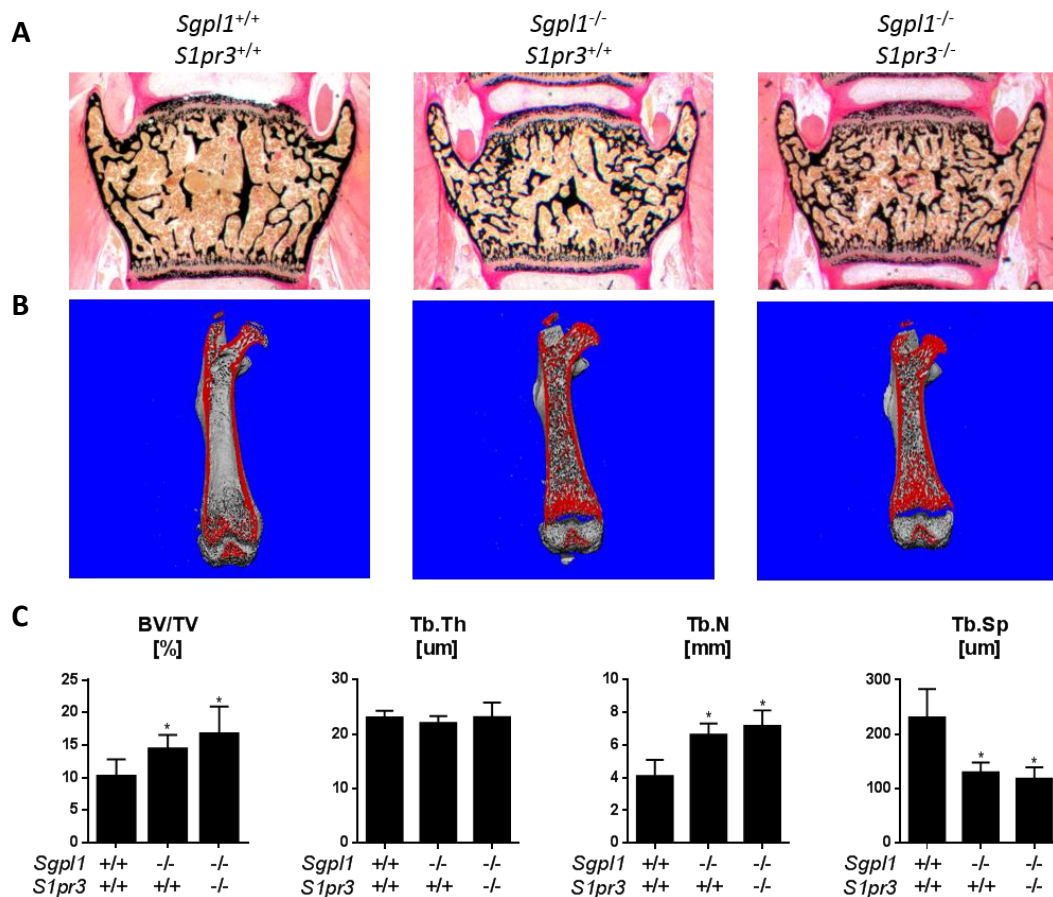 A
Sgpl1+/+ Sgpl1-/- Sgpl1-/-
S1pr3+/+ S1pr3+/+ S1pr3-/-
B
C
BV/TV
[%]
25
20
15
10
5
0
Sgpl1 +/+ -/- -/-
S1pr3 +/+ +/+ -/-
* *
Tb.Th
[um]
30
20
10
0
+/+ -/- -/-
+/+ +/+ -/-
Tb.N
[mm]
10
8
6
4
2
0
Sgpl1 +/+ -/- -/-
S1pr3 +/+ +/+ -/-
* *
Tb.Sp
[um]
300
200
100
0
Sgpl1 +/+ -/- -/-
S1pr3 +/+ +/+ -/-
* *